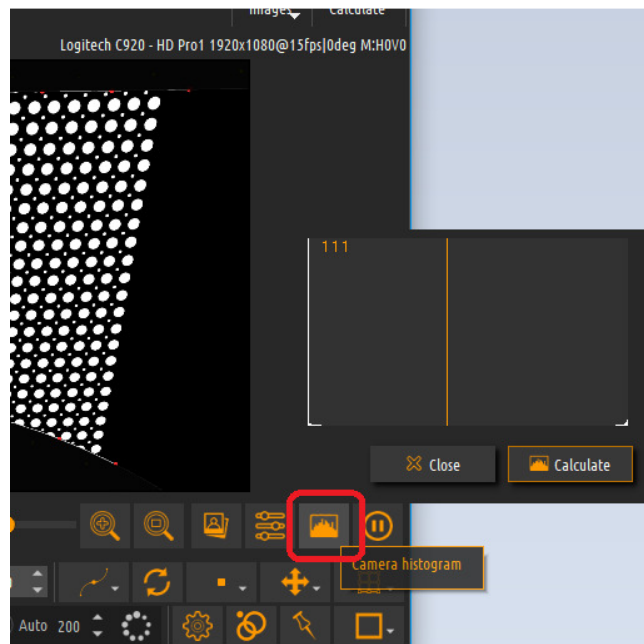 Images
Calculate
Logitech C920 - HD Pro1 1920x1080@15fps|0deg M:H0V0
111
Close
Calculate
Camera histogram
Auto 200